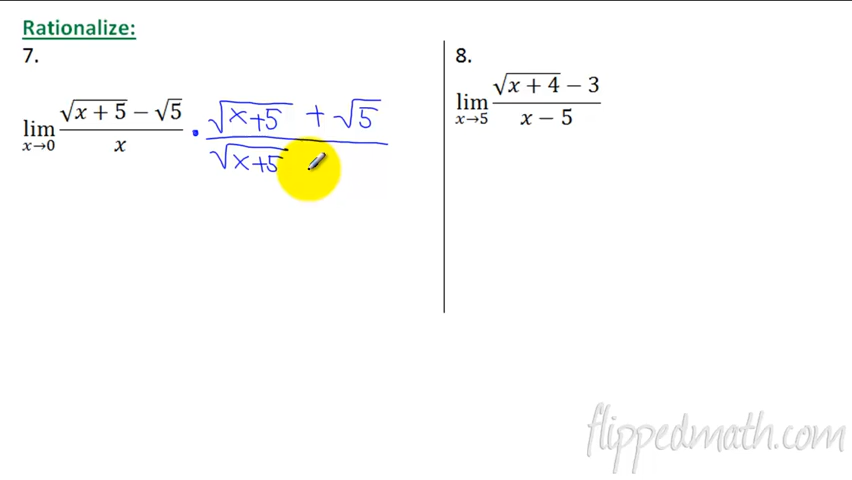 Rationalize:
7.
lim x→0 (√(x + 5) − √5)/x · (√(x+5) + √5)/√(x+5)
8.
lim x→5 (√(x + 4) − 3)/(x − 5)
flippedmath.com